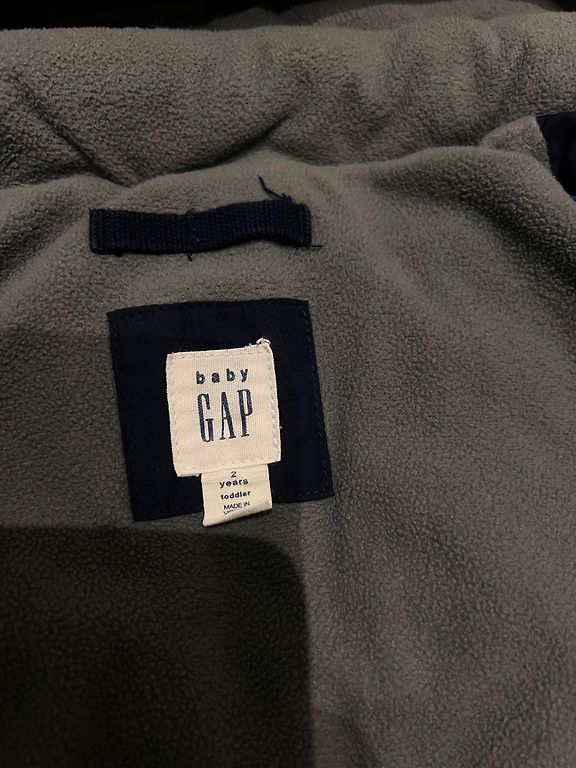 baby
GAP
2
years
toddler
MADE IN